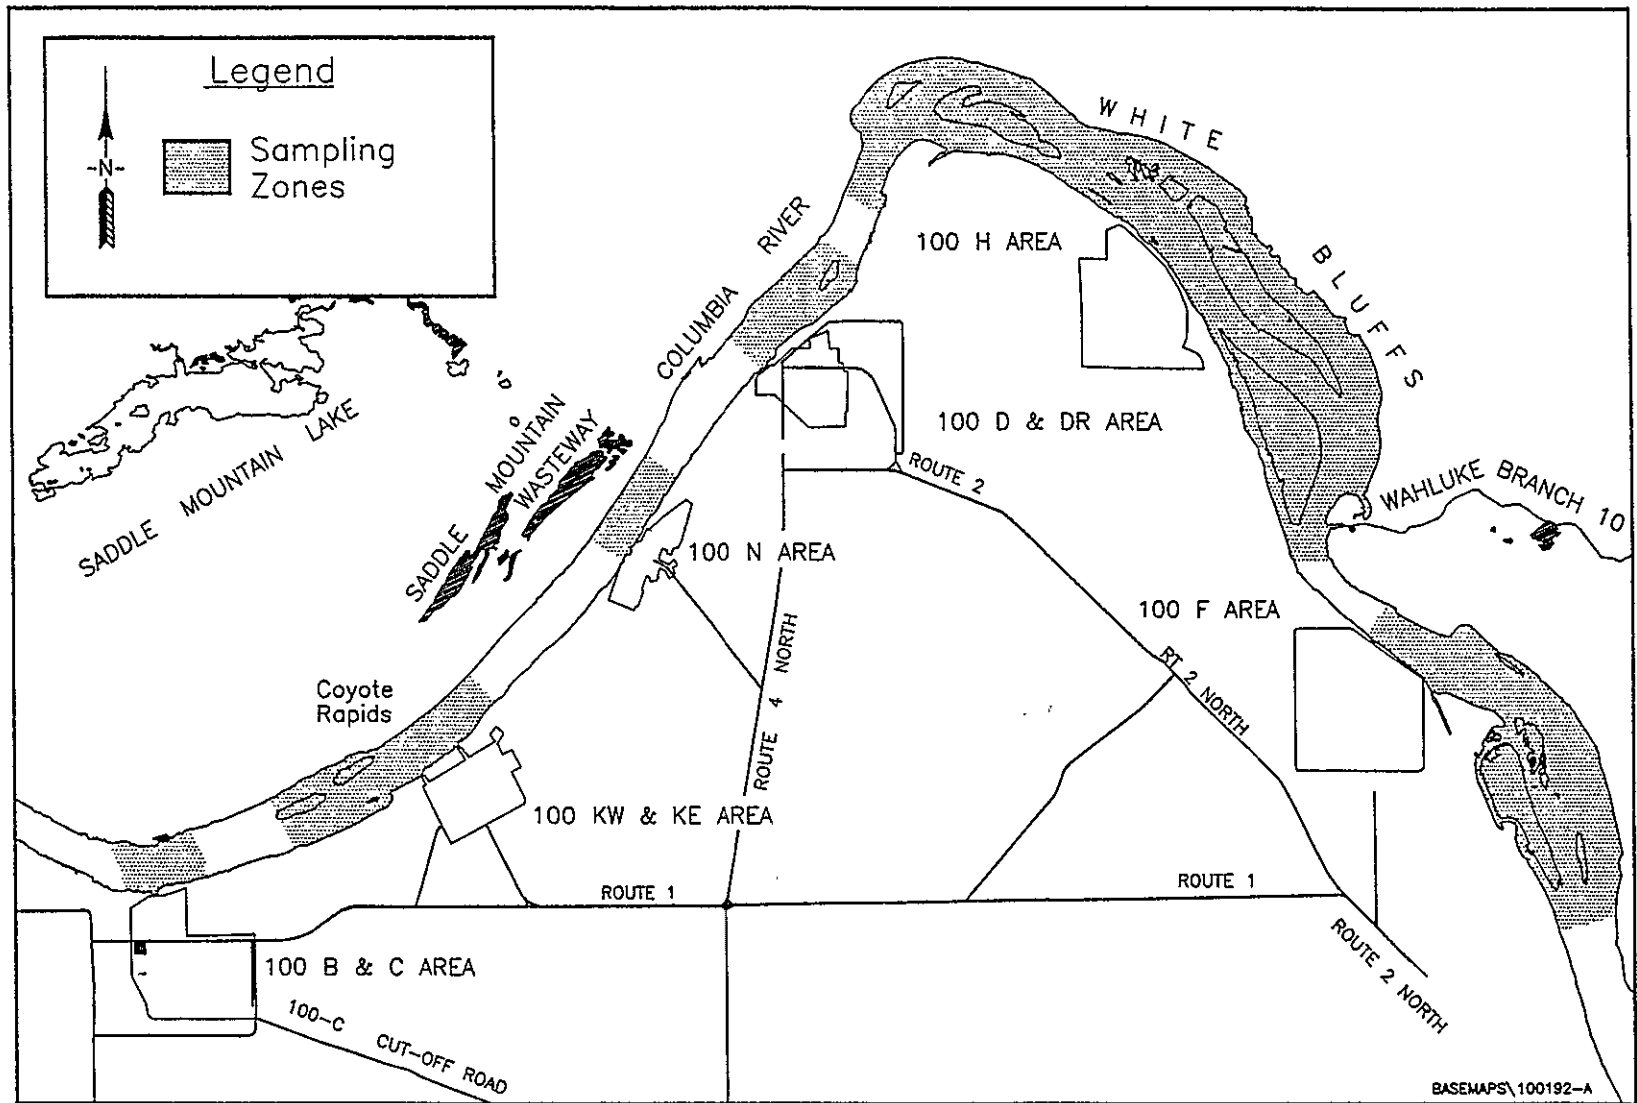 Legend
-N-
Sampling
Zones
WHITE
BLUFFS
COLUMBIA RIVER
100 H AREA
SADDLE MOUNTAIN LAKE
SADDLE MOUNTAIN
WASTEWAY
100 D & DR AREA
ROUTE 2
WAHLUKE BRANCH 10
100 N AREA
100 F AREA
ROUTE 4 NORTH
RT 2 NORTH
Coyote
Rapids
100 KW & KE AREA
ROUTE 1
ROUTE 1
ROUTE 2 NORTH
100 B & C AREA
100-C CUT-OFF ROAD
BASEMAPS\100192-A